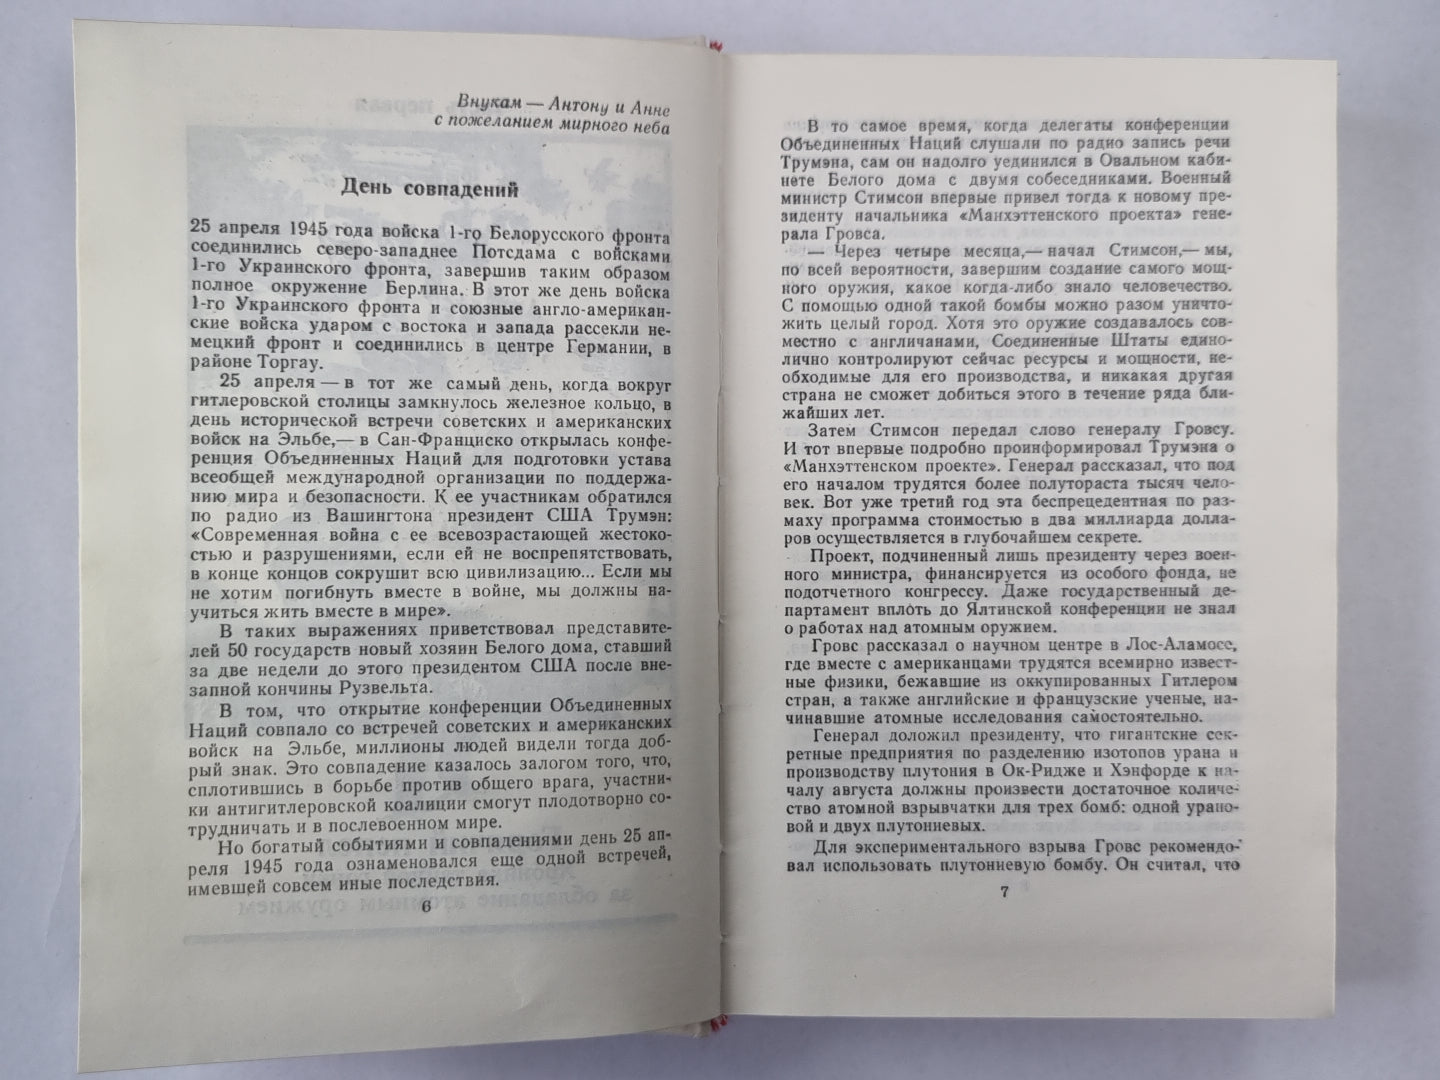 Внукам — Антону и Анне
с пожеланием мирного неба
День совпадений
25 апреля 1945 года войска 1-го Белорусского фронта
соединились северо-западнее Потсдама с войсками
1-го Украинского фронта, завершив таким образом
полное окружение Берлина. В этот же день войска
1-го Украинского фронта и союзные англо-американ-
ские войска ударом с востока и запада рассекли не-
мецкий фронт и соединились в центре Германии, в
районе Торгау.
25 апреля — в тот же самый день, когда вокруг
гитлеровской столицы замкнулось железное кольцо, в
день исторической встречи советских и американских
войск на Эльбе,— в Сан-Франциско открылась конфе-
ренция Объединенных Наций для подготовки устава
всеобщей международной организации по поддержа-
нию мира и безопасности. К ее участникам обратился
по радио из Вашингтона президент США Трумэн:
«Современная война с ее всевозрастающей жестоко-
стью и разрушениями, если ей не воспрепятствовать,
в конце концов сокрушит всю цивилизацию... Если мы
не хотим погибнуть вместе в войне, мы должны на-
учиться жить вместе в мире».
В таких выражениях приветствовал представите-
лей 50 государств новый хозяин Белого дома, ставший
за две недели до этого президентом США после вне-
запной кончины Рузвельта.
В том, что открытие конференции Объединенных
Наций совпало со встречей советских и американских
войск на Эльбе, миллионы людей видели тогда доб-
рый знак. Это совпадение казалось залогом того, что,
сплотившись в борьбе против общего врага, участни-
ки антигитлеровской коалиции смогут плодотворно со-
трудничать и в послевоенном мире.
Но богатый событиями и совпадениями день 25 ап-
реля 1945 года ознаменовался еще одной встречей,
имевшей совсем иные последствия.
6
В то самое время, когда делегаты конференции
Объединенных Наций слушали по радио запись речи
Трумэна, сам он надолго уединился в Овальном каби-
нете Белого дома с двумя собеседниками. Военный
министр Стимсон впервые привел тогда к новому пре-
зиденту начальника «Манхэттенского проекта» гене-
рала Гровса.
— Через четыре месяца,— начал Стимсон,— мы,
по всей вероятности, завершим создание самого мощ-
ного оружия, какое когда-либо знало человечество.
С помощью одной такой бомбы можно разом уничто-
жить целый город. Хотя это оружие создавалось сов-
местно с англичанами, Соединенные Штаты едино-
лично контролируют сейчас ресурсы и мощности, не-
обходимые для его производства, и никакая другая
страна не сможет добиться этого в течение ряда бли-
жайших лет.
Затем Стимсон передал слово генералу Гровсу.
И тот впервые подробно проинформировал Трумэна о
«Манхэттенском проекте». Генерал рассказал, что под
его началом трудятся более полутораста тысяч чело-
век. Вот уже третий год эта беспрецедентная по раз-
маху программа стоимостью в два миллиарда долла-
ров осуществляется в глубочайшем секрете.
Проект, подчиненный лишь президенту через воен-
ного министра, финансируется из особого фонда, не
подотчетного конгрессу. Даже государственный де-
партамент вплоть до Ялтинской конференции не знал
о работах над атомным оружием.
Гровс рассказал о научном центре в Лос-Аламосе,
где вместе с американцами трудятся всемирно извест-
ные физики, бежавшие из оккупированных Гитлером
стран, а также английские и французские ученые, на-
чинавшие атомные исследования самостоятельно.
Генерал доложил президенту, что гигантские сек-
ретные предприятия по разделению изотопов урана и
производству плутония в Ок-Ридже и Хэнфорде к на-
чалу августа должны произвести достаточное количе-
ство атомной взрывчатки для трех бомб: одной урано-
вой и двух плутониевых.
Для экспериментального взрыва Гровс рекомендо-
вал использовать плутониевую бомбу. Он считал, что
7